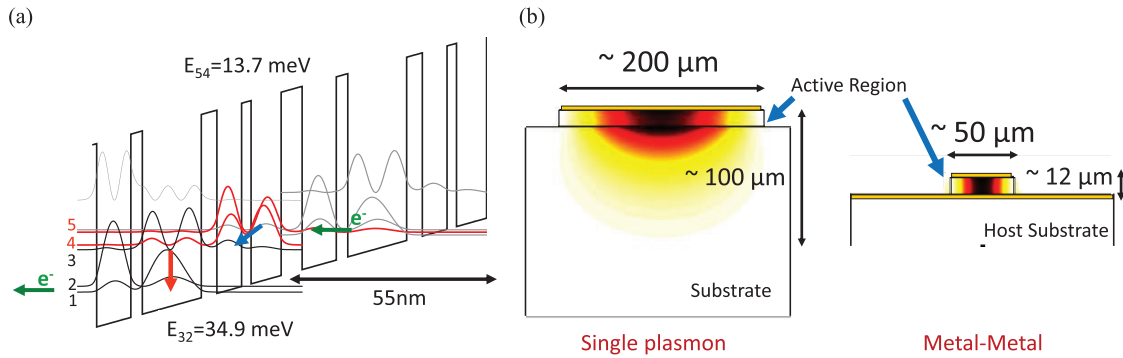 (a)
E54=13.7 meV
5
4
3
2
1
e-
e-
55nm
E32=34.9 meV
(b)
~ 200 µm
Active Region
~ 50 µm
~ 100 µm
~ 12 µm
Host Substrate
Substrate
Single plasmon
Metal-Metal